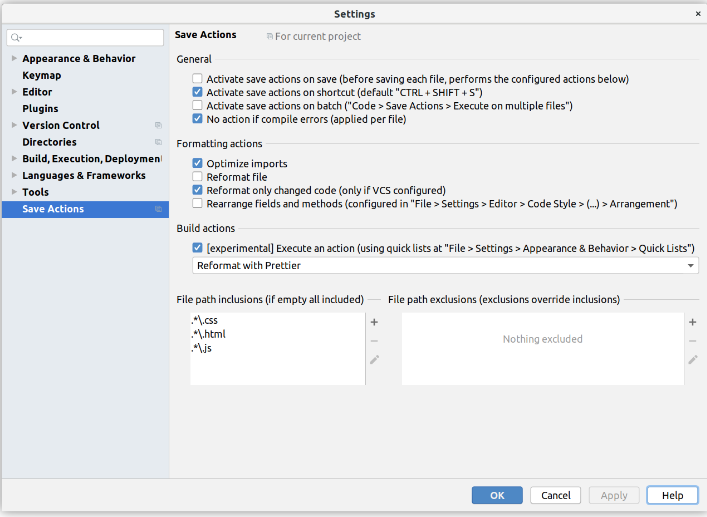 Settings
Save Actions
For current project
Appearance & Behavior
Keymap
Editor
Plugins
Version Control
Directories
Build, Execution, Deployment
Languages & Frameworks
Tools
Save Actions
General
Activate save actions on save (before saving each file, performs the configured actions below)
Activate save actions on shortcut (default "CTRL + SHIFT + S")
Activate save actions on batch ("Code > Save Actions > Execute on multiple files")
No action if compile errors (applied per file)
Formatting actions
Optimize imports
Reformat file
Reformat only changed code (only if VCS configured)
Rearrange fields and methods (configured in "File > Settings > Editor > Code Style > (...) > Arrangement")
Build actions
[experimental] Execute an action (using quick lists at "File > Settings > Appearance & Behavior > Quick Lists")
Reformat with Prettier
File path inclusions (if empty all included)
.*\.css
.*\.html
.*\.js
File path exclusions (exclusions override inclusions)
Nothing excluded
OK
Cancel
Apply
Help